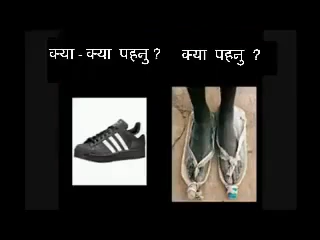 क्या - क्या पहनु ?
क्या पहनु ?